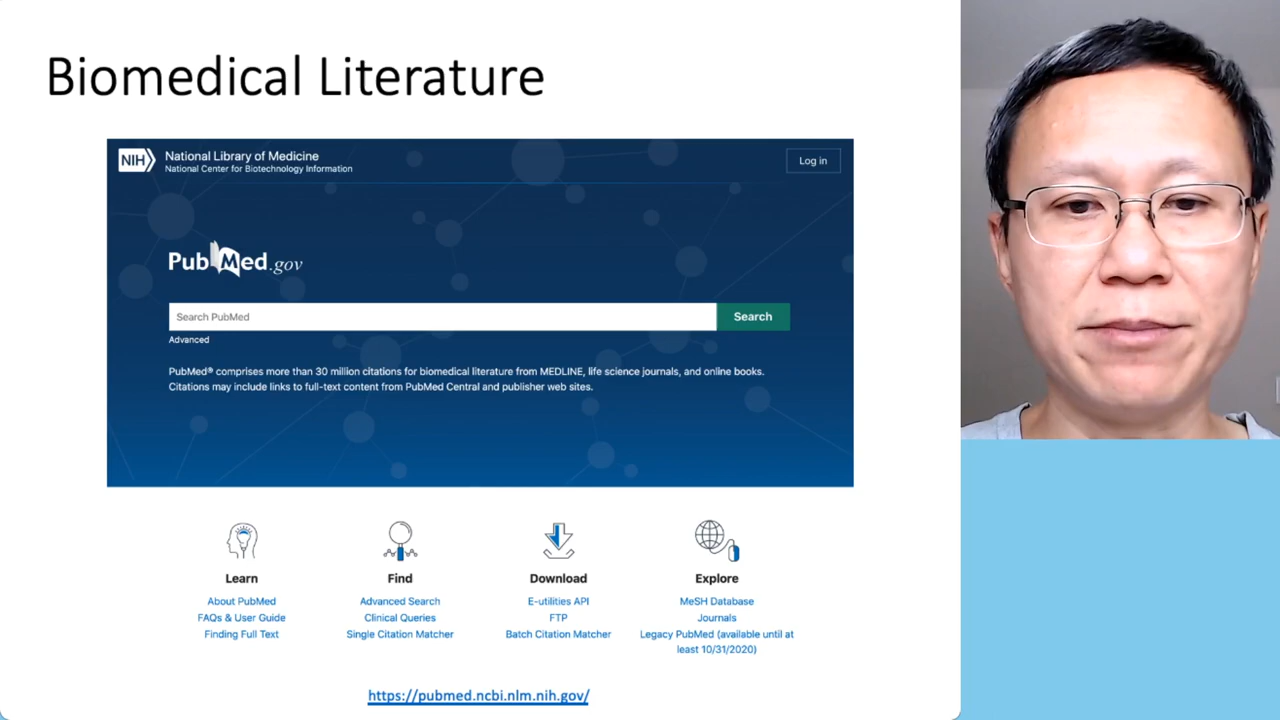 Biomedical Literature
NIH
National Library of Medicine
National Center for Biotechnology Information
Log in
PubMed.gov
Search PubMed
Search
Advanced
PubMed® comprises more than 30 million citations for biomedical literature from MEDLINE, life science journals, and online books.
Citations may include links to full-text content from PubMed Central and publisher web sites.
Learn
About PubMed
FAQs & User Guide
Finding Full Text
Find
Advanced Search
Clinical Queries
Single Citation Matcher
Download
E-utilities API
FTP
Batch Citation Matcher
Explore
MeSH Database
Journals
Legacy PubMed (available until at
least 10/31/2020)
https://pubmed.ncbi.nlm.nih.gov/